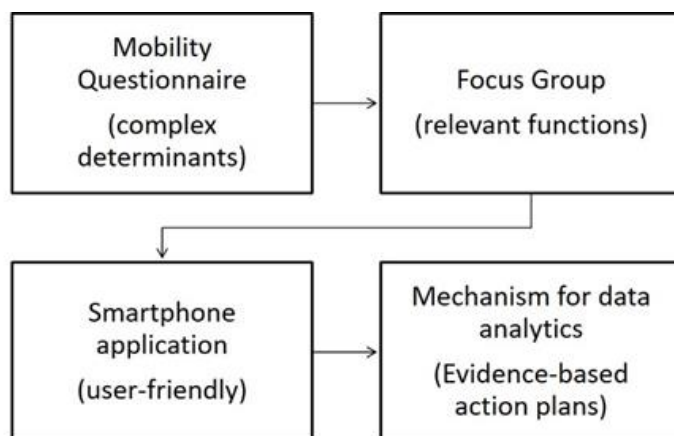 Mobility
Questionnaire
(complex
determinants)
Focus Group
(relevant functions)
Smartphone
application
(user-friendly)
Mechanism for data
analytics
(Evidence-based
action plans)